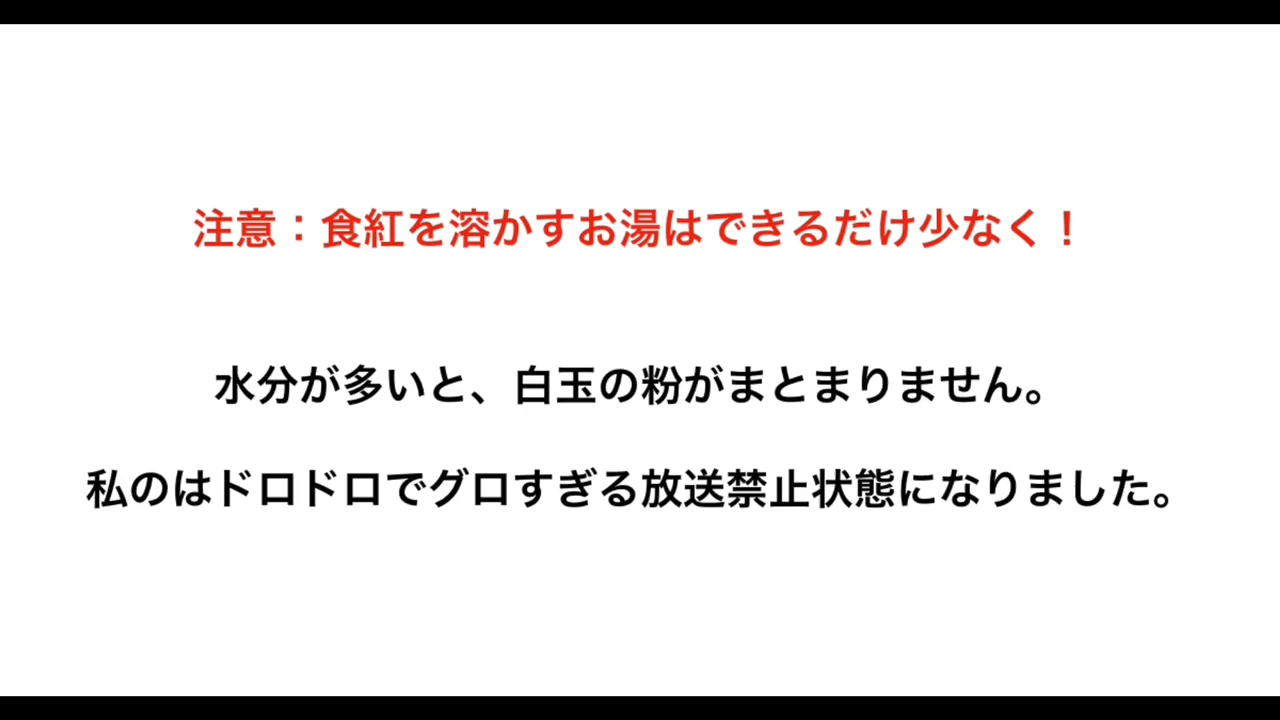 注意：食紅を溶かすお湯はできるだけ少なく！
水分が多いと、白玉の粉がまとまりません。
私のはドロドロでグロすぎる放送禁止状態になりました。